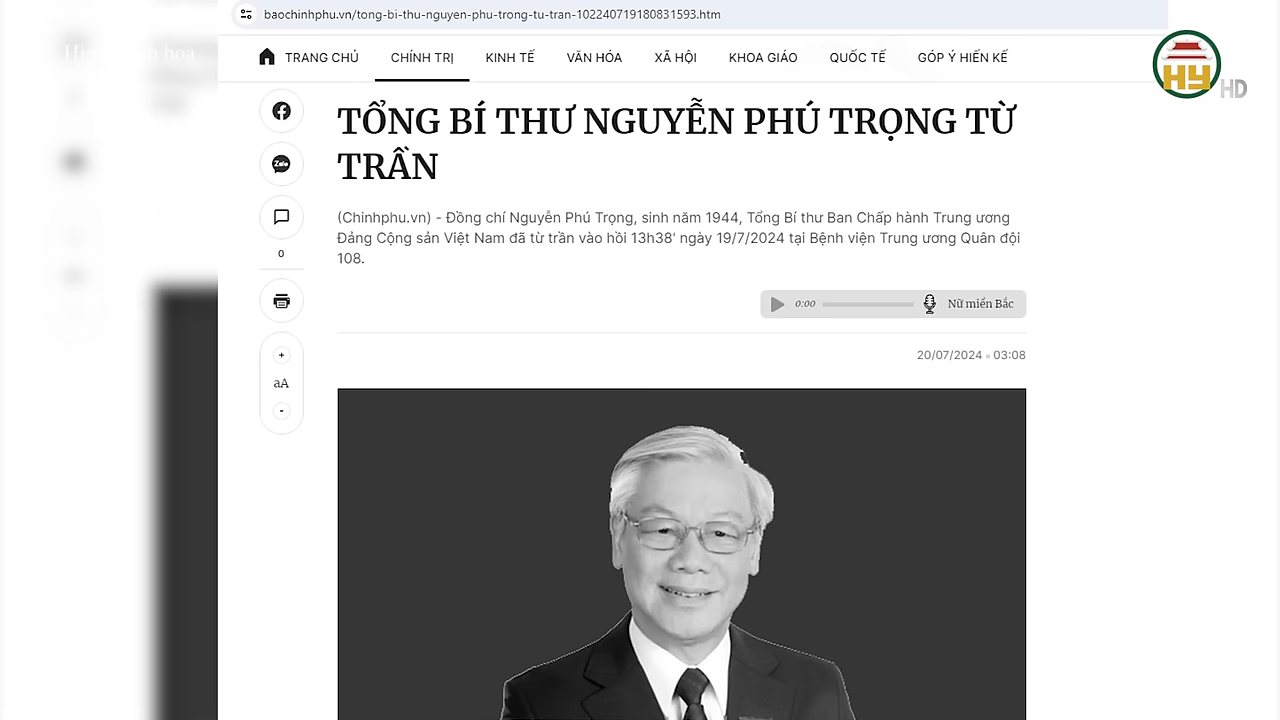 baochinhphu.vn/tong-bi-thu-nguyen-phu-trong-tu-tran-102240719180831593.htm
TRANG CHỦ CHÍNH TRỊ KINH TẾ VĂN HÓA XÃ HỘI KHOA GIÁO QUỐC TẾ GÓP Ý HIẾN KẾ
HY HD
TỔNG BÍ THƯ NGUYỄN PHÚ TRỌNG TỪ
TRẦN
Zalo
(Chinhphu.vn) - Đồng chí Nguyễn Phú Trọng, sinh năm 1944, Tổng Bí thư Ban Chấp hành Trung ương
Đảng Cộng sản Việt Nam đã từ trần vào hồi 13h38' ngày 19/7/2024 tại Bệnh viện Trung ương Quân đội
108.
0
0:00 Nữ miền Bắc
20/07/2024 03:08
+
aA
-